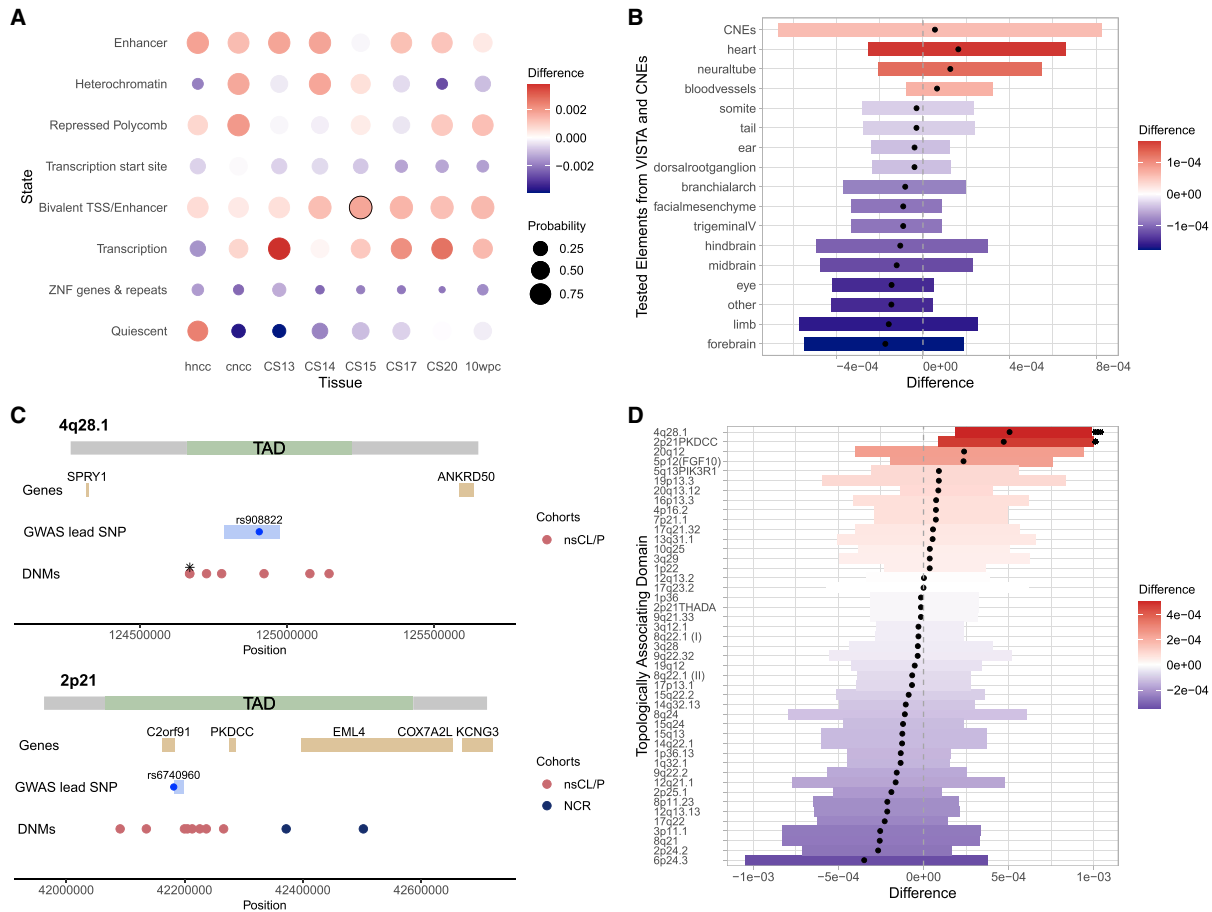 A
Enhancer
Heterochromatin
Repressed Polycomb
Transcription start site
Bivalent TSS/Enhancer
Transcription
ZNF genes & repeats
Quiescent
State
hncc cncc CS13 CS14 CS15 CS17 CS20 10wpc
Tissue
Difference
0.002
0.000
−0.002
Probability
0.25
0.50
0.75
B
Tested Elements from VISTA and CNEs
CNEs
heart
neuraltube
bloodvessels
somite
tail
ear
dorsalrootganglion
branchialarch
facialmesenchyme
trigeminalV
hindbrain
midbrain
eye
other
limb
forebrain
−4e−04 0e+00 4e−04 8e−04
Difference
Difference
1e−04
0e+00
−1e−04
C
4q28.1
TAD
SPRY1 ANKRD50
Genes
rs908822
GWAS lead SNP
DNMs
*
124500000 125000000 125500000
Position
Cohorts
nsCL/P
2p21
TAD
C2orf91 PKDCC EML4 COX7A2L KCNG3
Genes
rs6740960
GWAS lead SNP
DNMs
42000000 42200000 42400000 42600000
Position
Cohorts
nsCL/P
NCR
D
Topologically Associating Domain
4q28.1
2p21PKDCC
20q12
5p12(FGF10)
5q13PIK3R1
19p13.3
20q13.12
16p13.3
4p16.2
7p21.1
17q21.32
13q31.1
10q25
3q29
1p22
12q13.2
17q23.2
1p36
2p21THADA
9q21.33
3q12.1
8q22.1 (I)
3q28
9q22.32
19q12
8q22.1 (II)
17p13.1
15q22.2
14q32.13
8q24
15q24
15q13
14q22.1
1p36.13
1q32.1
9q22.2
12q21.1
2p25.1
8p11.23
12q13.13
17q22
3p11.1
8q21
2p24.2
6p24.3
−1e−03 −5e−04 0e+00 5e−04 1e−03
Difference
Difference
4e−04
2e−04
0e+00
−2e−04